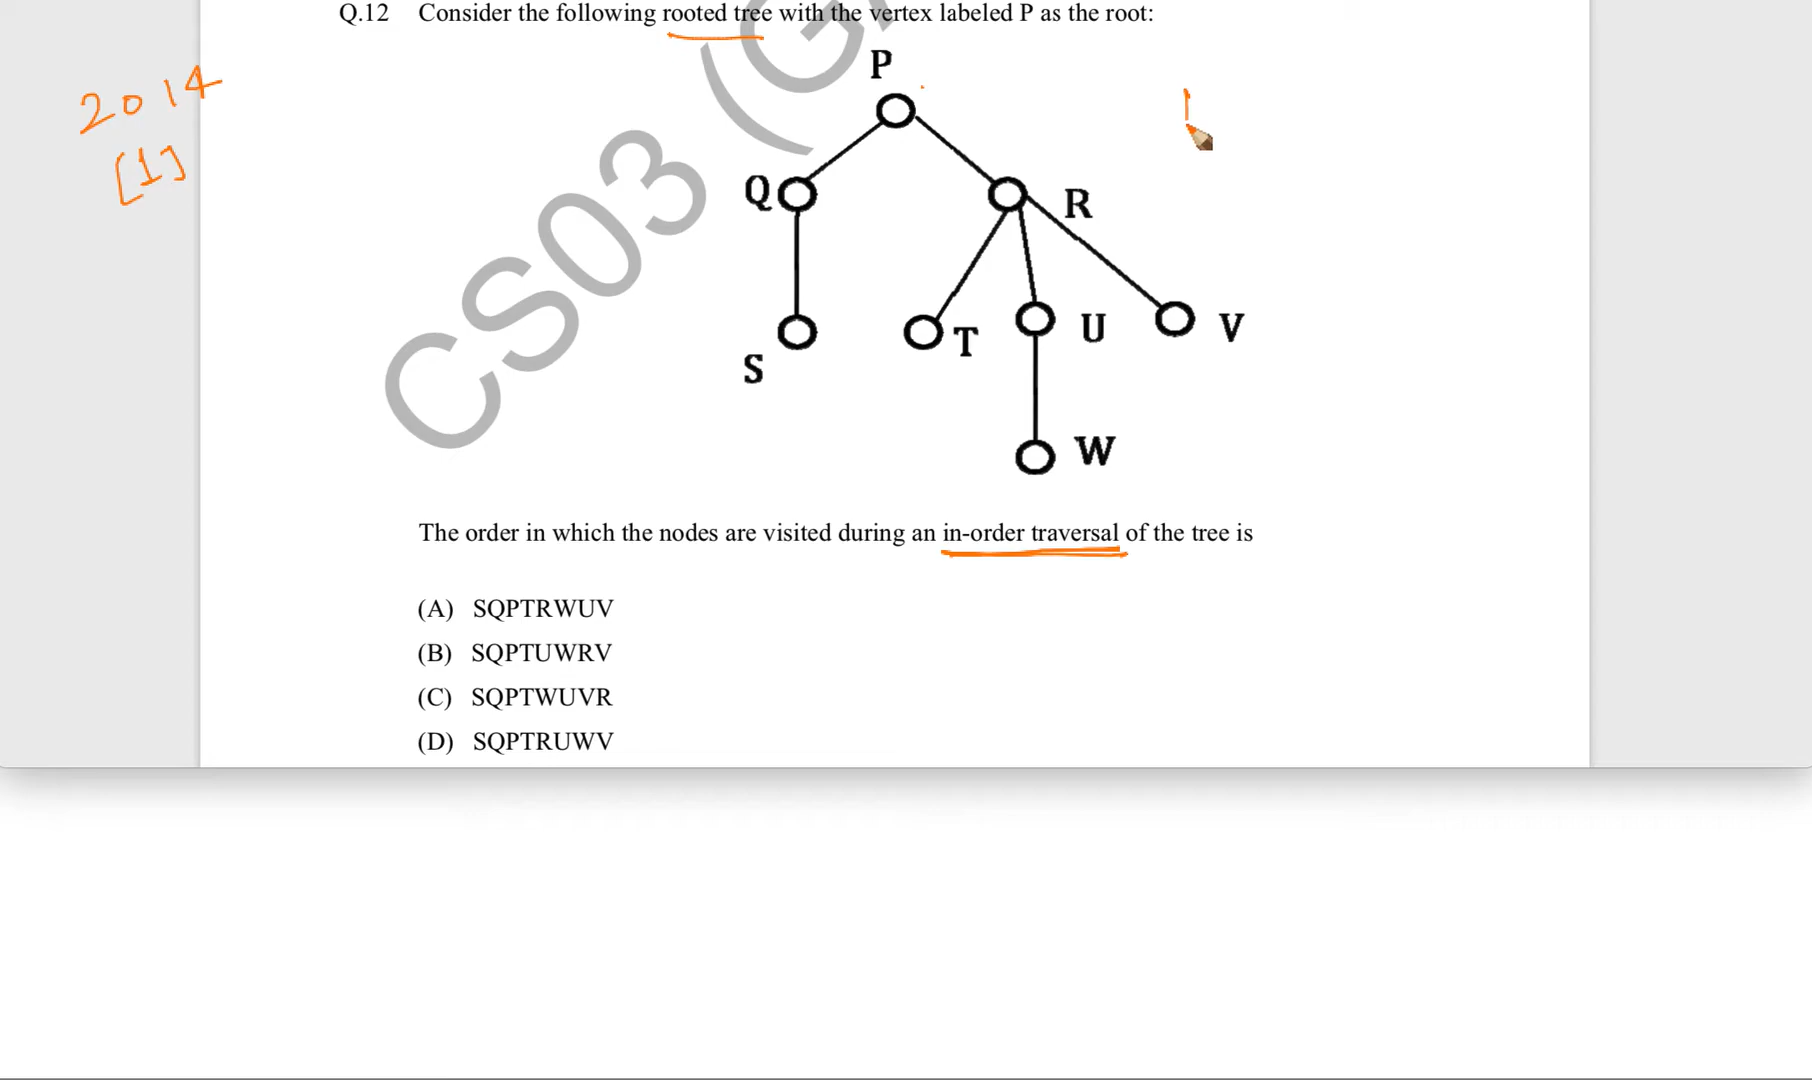 Q.12 Consider the following rooted tree with the vertex labeled P as the root:
2014
[1]
P
Q
R
S
T
U
V
W
CS03 (GA
The order in which the nodes are visited during an in-order traversal of the tree is
(A) SQPTRWUV
(B) SQPTUWRV
(C) SQPTWUVR
(D) SQPTRUWV